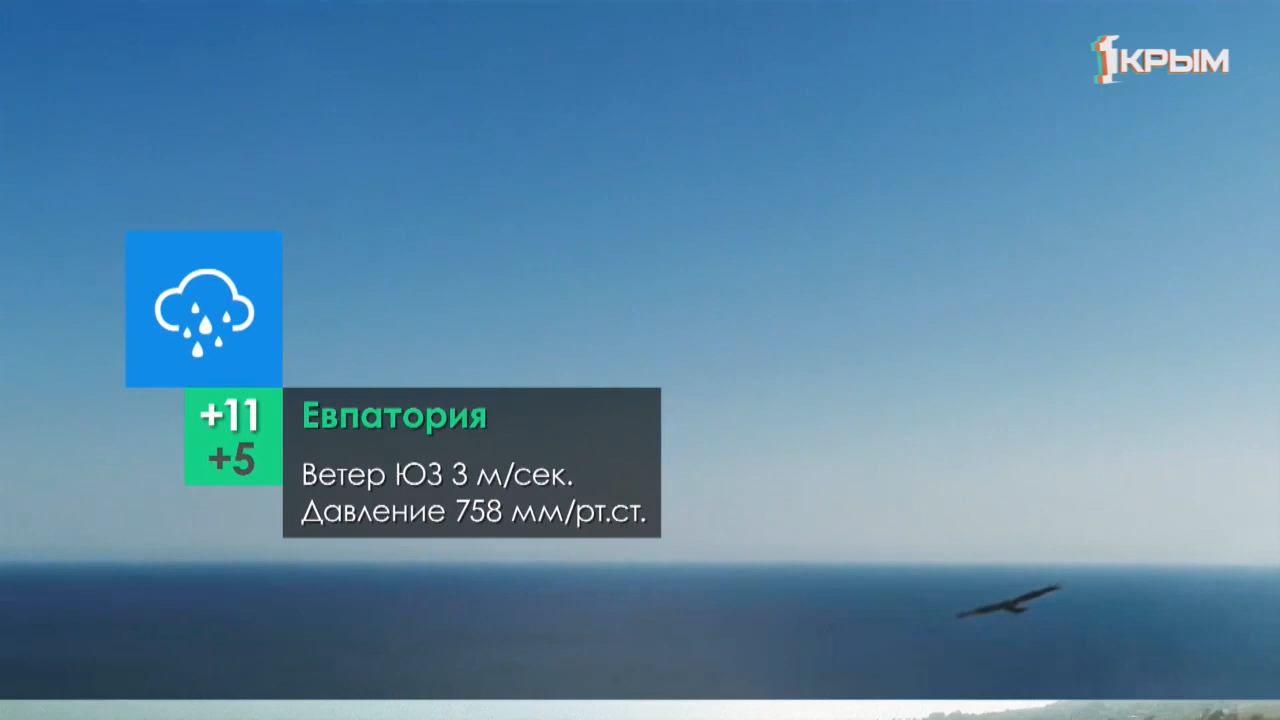 1КРЫМ
+11
+5
Евпатория
Ветер ЮЗ 3 м/сек.
Давление 758 мм/рт.ст.